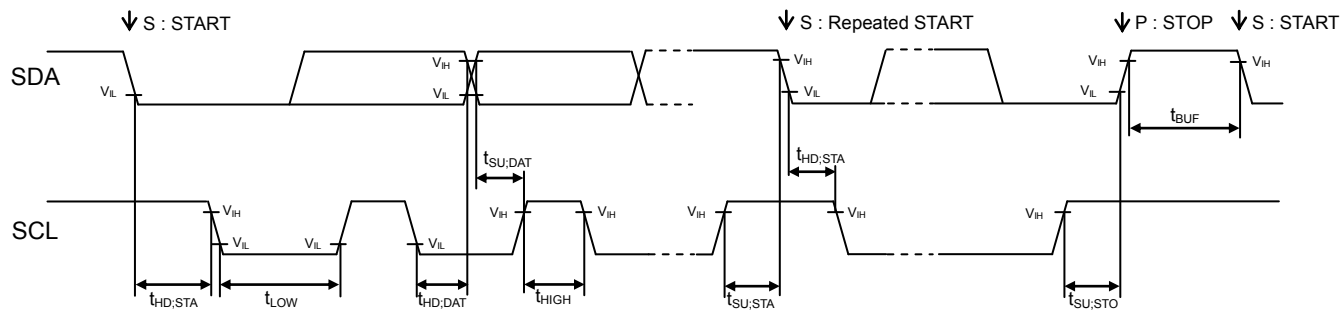 S : START
S : Repeated START
P : STOP
S : START
SDA
VIL
VIH
VIL
VIH
VIL
VIH
VIL
VIH
tBUF
tSU;DAT
tHD;STA
SCL
VIH
VIL
VIL
VIL
VIH
VIH
VIH
VIH
VIH
tHD;STA
tLOW
tHD;DAT
tHIGH
tSU;STA
tSU;STO